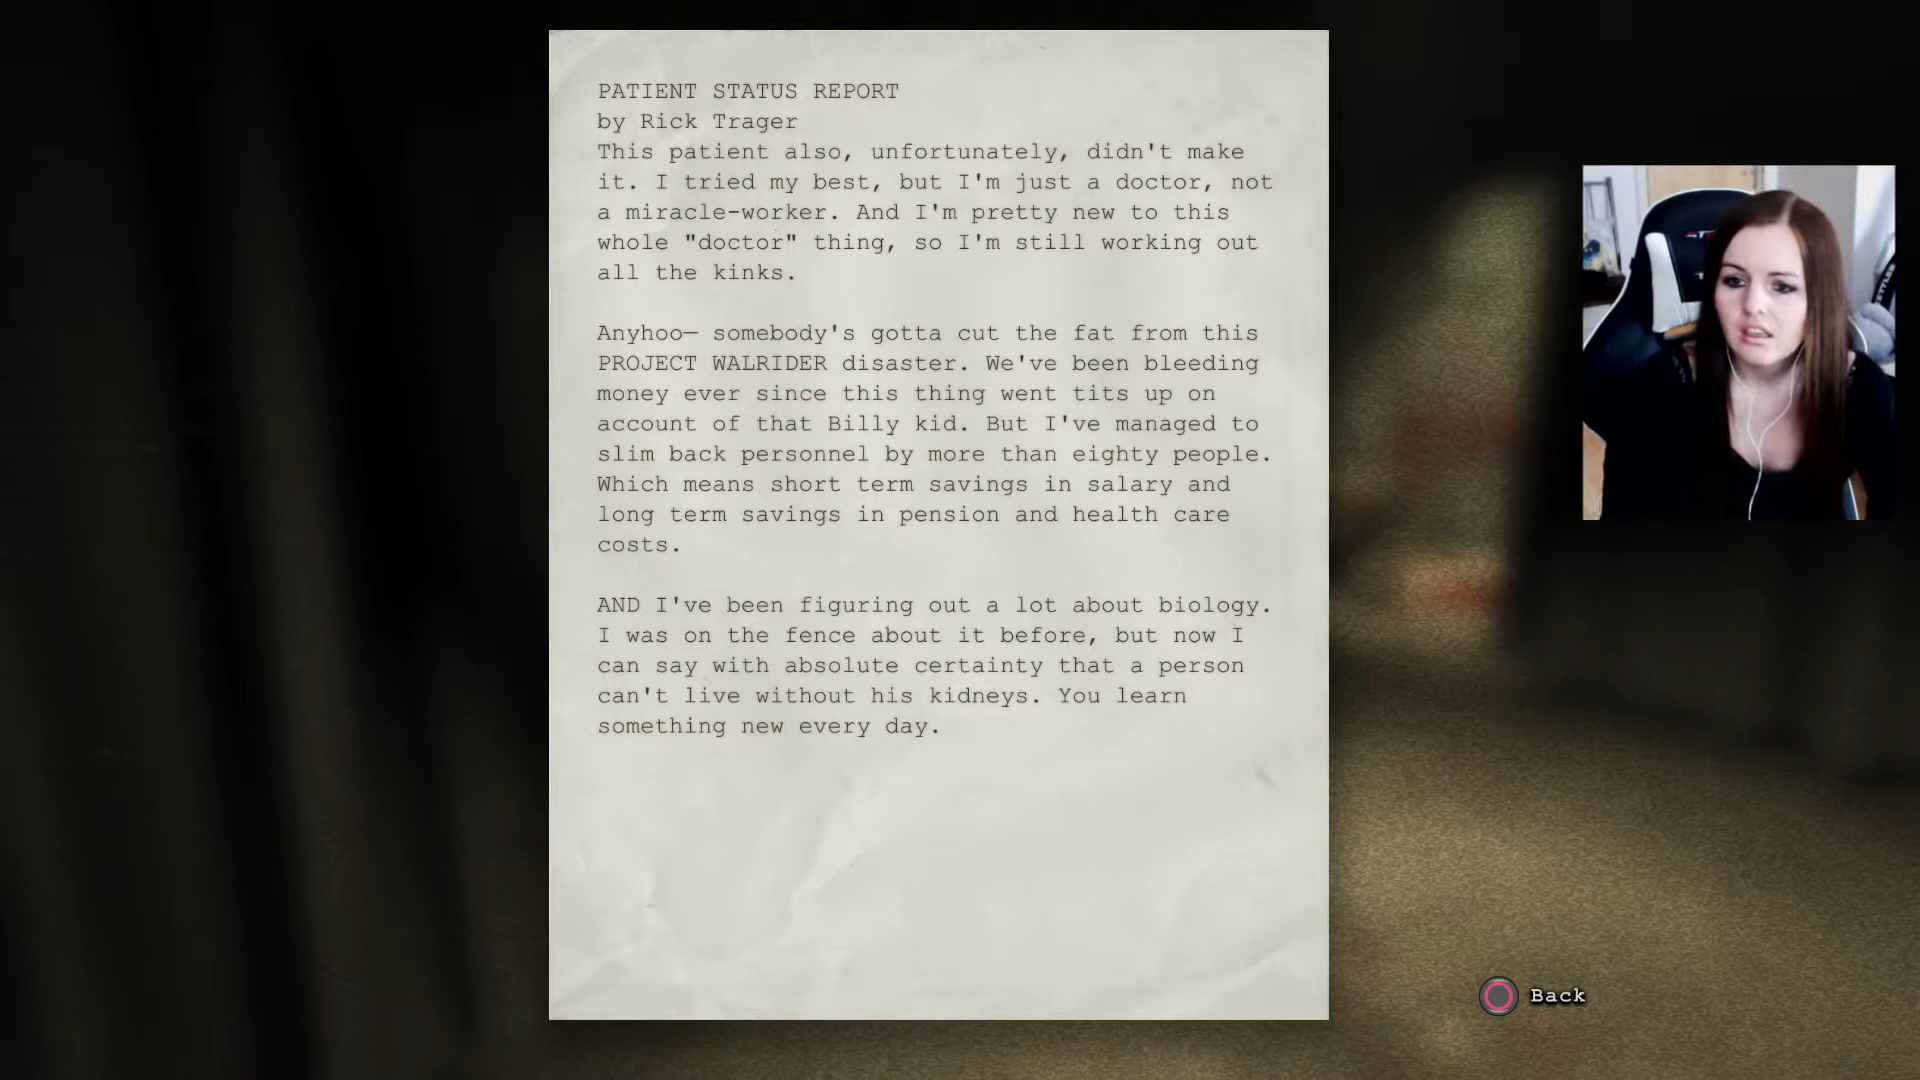 PATIENT STATUS REPORT
by Rick Trager
This patient also, unfortunately, didn't make
it. I tried my best, but I'm just a doctor, not
a miracle-worker. And I'm pretty new to this
whole "doctor" thing, so I'm still working out
all the kinks.
Anyhoo— somebody's gotta cut the fat from this
PROJECT WALRIDER disaster. We've been bleeding
money ever since this thing went tits up on
account of that Billy kid. But I've managed to
slim back personnel by more than eighty people.
Which means short term savings in salary and
long term savings in pension and health care
costs.
AND I've been figuring out a lot about biology.
I was on the fence about it before, but now I
can say with absolute certainty that a person
can't live without his kidneys. You learn
something new every day.
Back